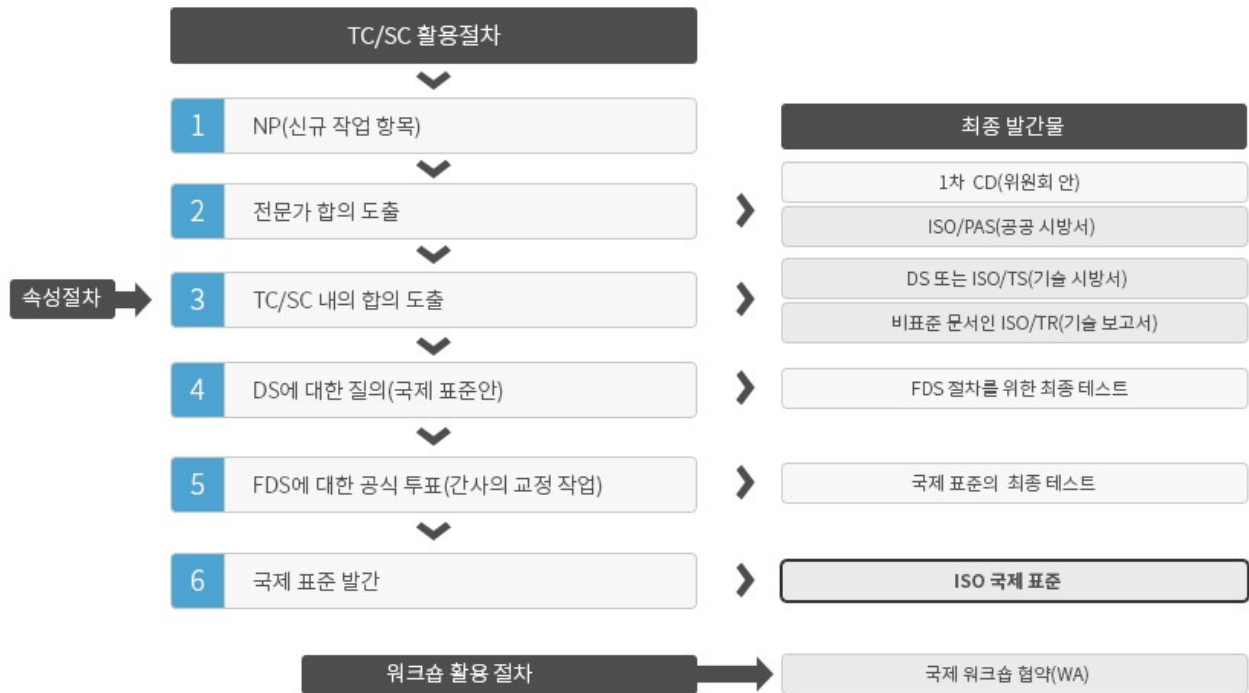 TC/SC 활용절차
1
NP(신규 작업 항목)
최종 발간물
2
전문가 합의 도출
1차 CD(위원회 안)
ISO/PAS(공공 시방서)
속성절차
3
TC/SC 내의 합의 도출
DS 또는 ISO/TS(기술 시방서)
비표준 문서인 ISO/TR(기술 보고서)
4
DS에 대한 질의(국제 표준안)
FDS 절차를 위한 최종 테스트
5
FDS에 대한 공식 투표(간사의 교정 작업)
국제 표준의 최종 테스트
6
국제 표준 발간
ISO 국제 표준
워크숍 활용 절차
국제 워크숍 협약(WA)